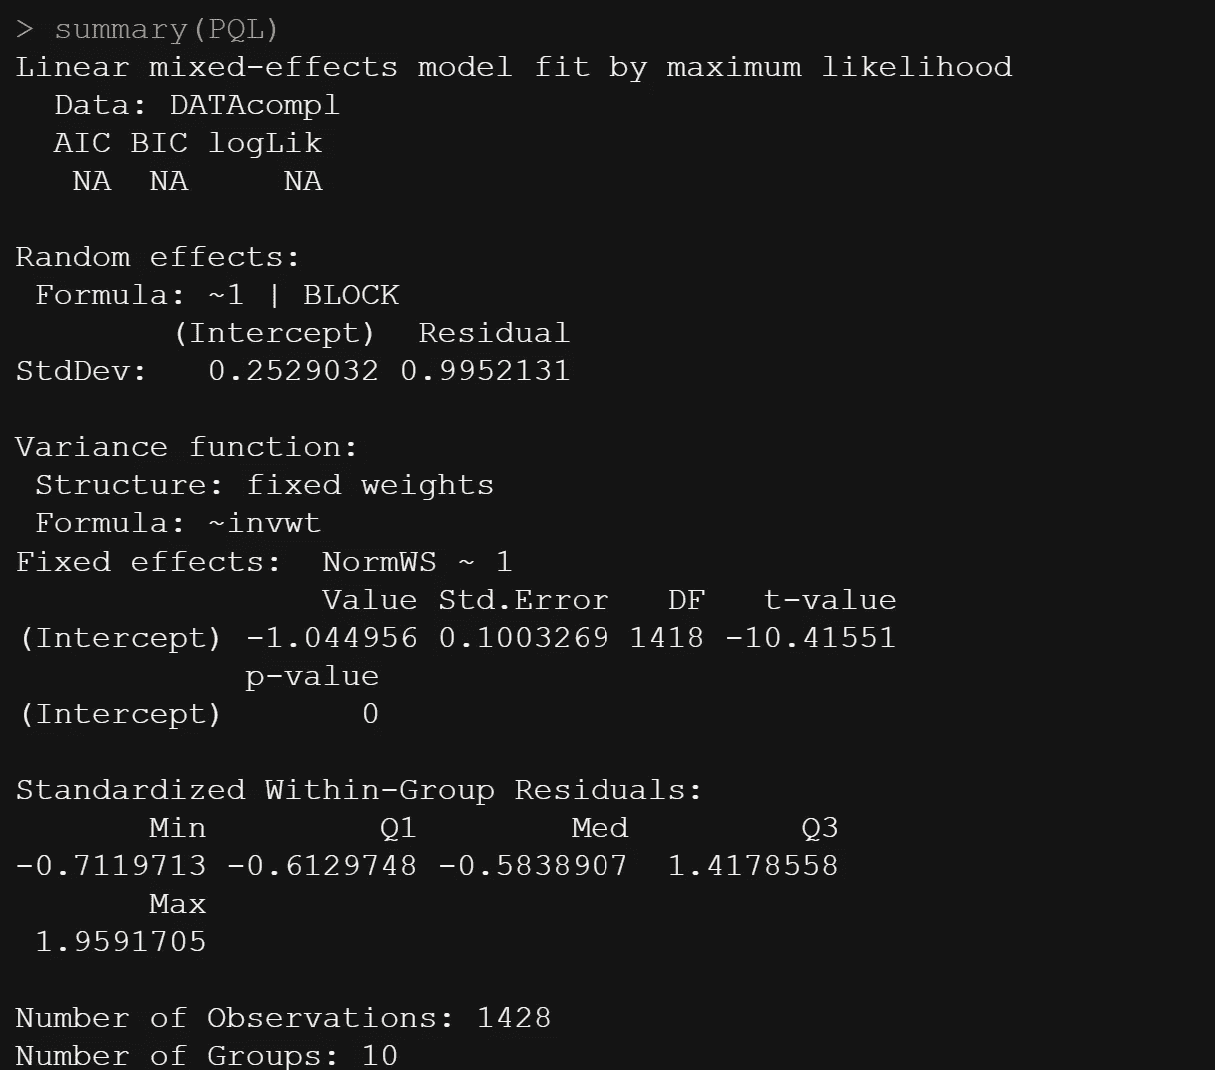 > summary(PQL)
Linear mixed-effects model fit by maximum likelihood
  Data: DATAcompl
  AIC BIC logLik
   NA  NA     NA

Random effects:
 Formula: ~1 | BLOCK
        (Intercept)  Residual
StdDev:   0.2529032 0.9952131

Variance function:
 Structure: fixed weights
 Formula: ~invwt
Fixed effects:  NormWS ~ 1
                Value Std.Error   DF   t-value
(Intercept) -1.044956 0.1003269 1418 -10.41551
            p-value
(Intercept)       0

Standardized Within-Group Residuals:
       Min         Q1        Med         Q3
-0.7119713 -0.6129748 -0.5838907  1.4178558
       Max
 1.9591705

Number of Observations: 1428
Number of Groups: 10